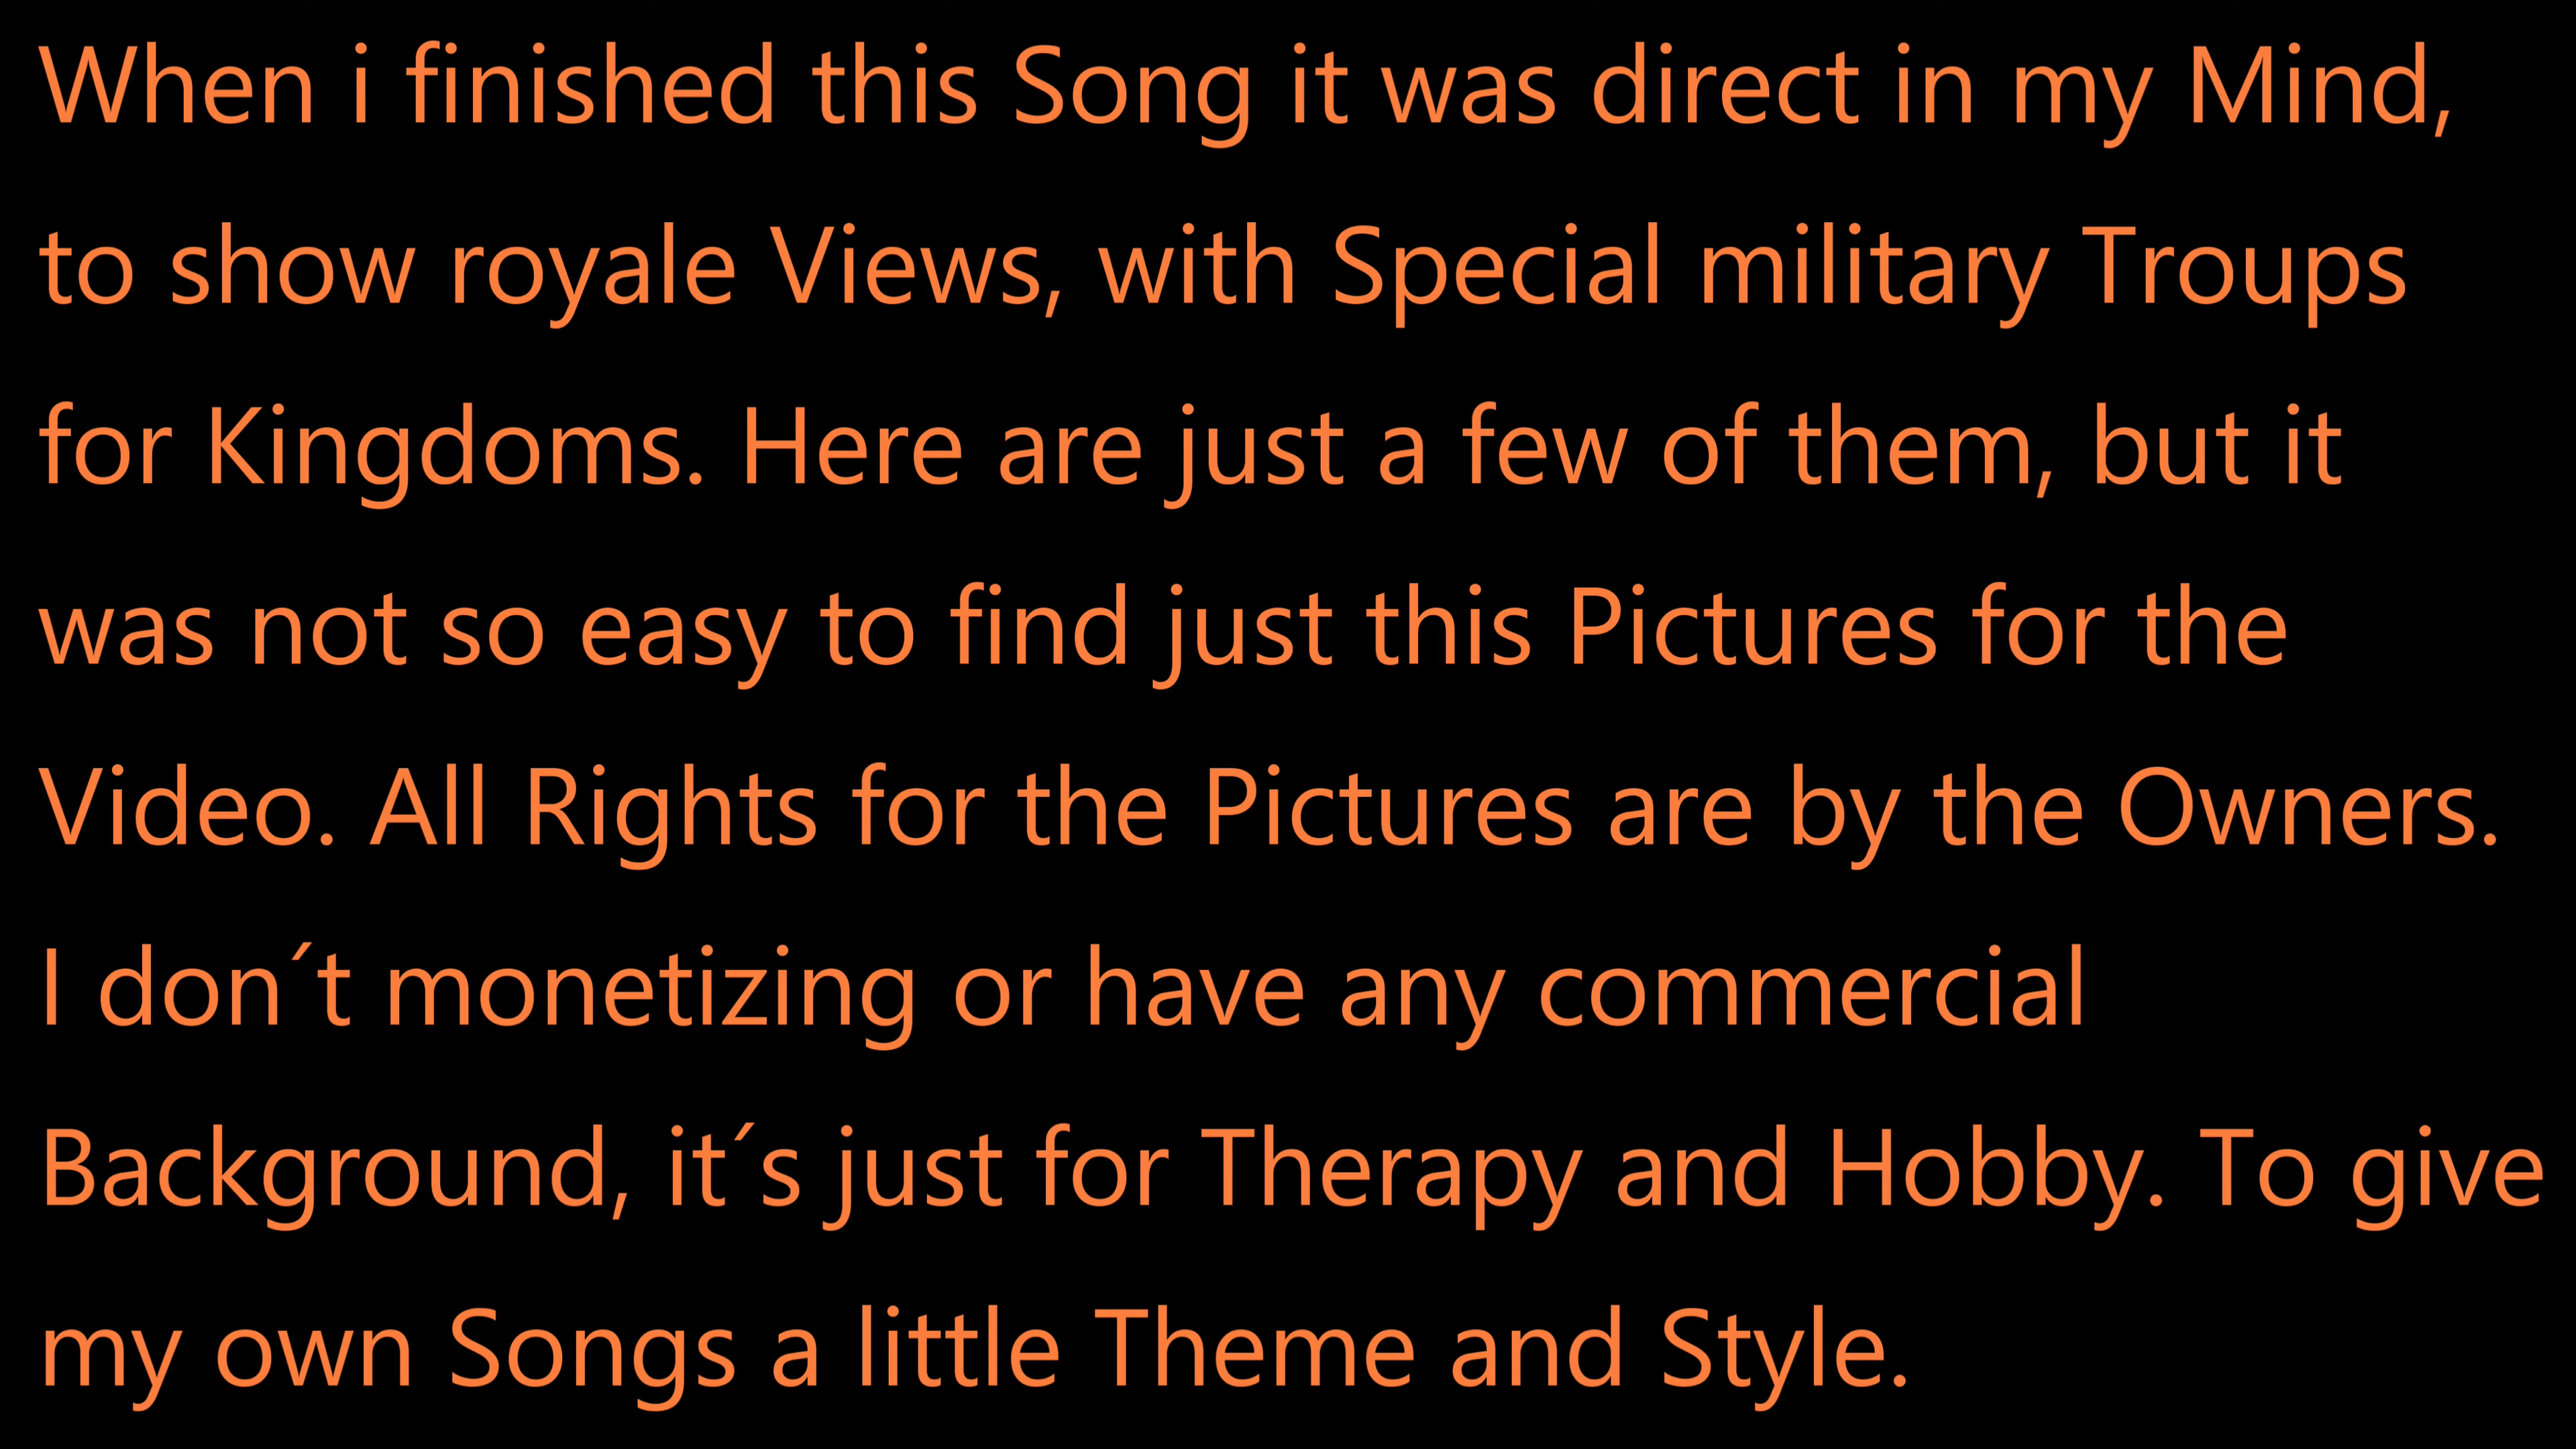 When i finished this Song it was direct in my Mind,
to show royale Views, with Special military Troups
for Kingdoms. Here are just a few of them, but it
was not so easy to find just this Pictures for the
Video. All Rights for the Pictures are by the Owners.
I don´t monetizing or have any commercial
Background, it´s just for Therapy and Hobby. To give
my own Songs a little Theme and Style.